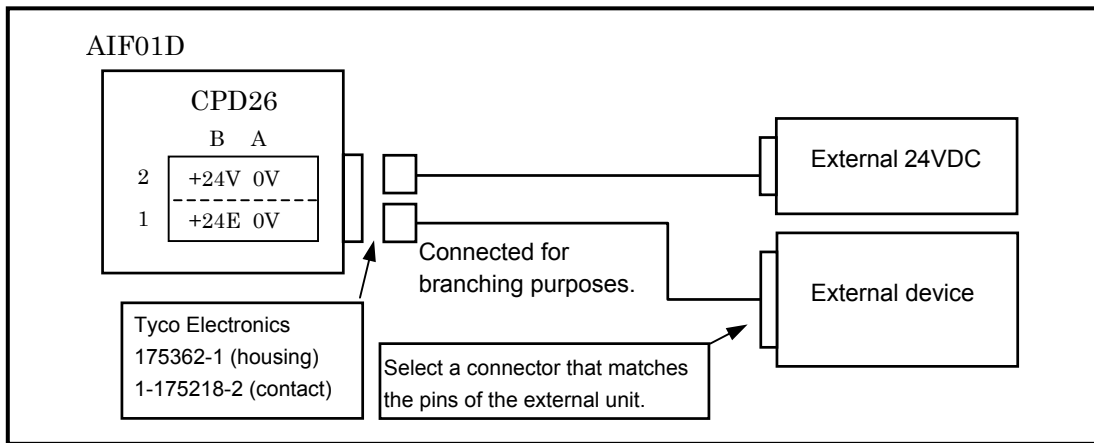 AIF01D
CPD26
B A
2 +24V 0V
1 +24E 0V
External 24VDC
Connected for
branching purposes.
External device
Tyco Electronics
175362-1 (housing)
1-175218-2 (contact)
Select a connector that matches
the pins of the external unit.